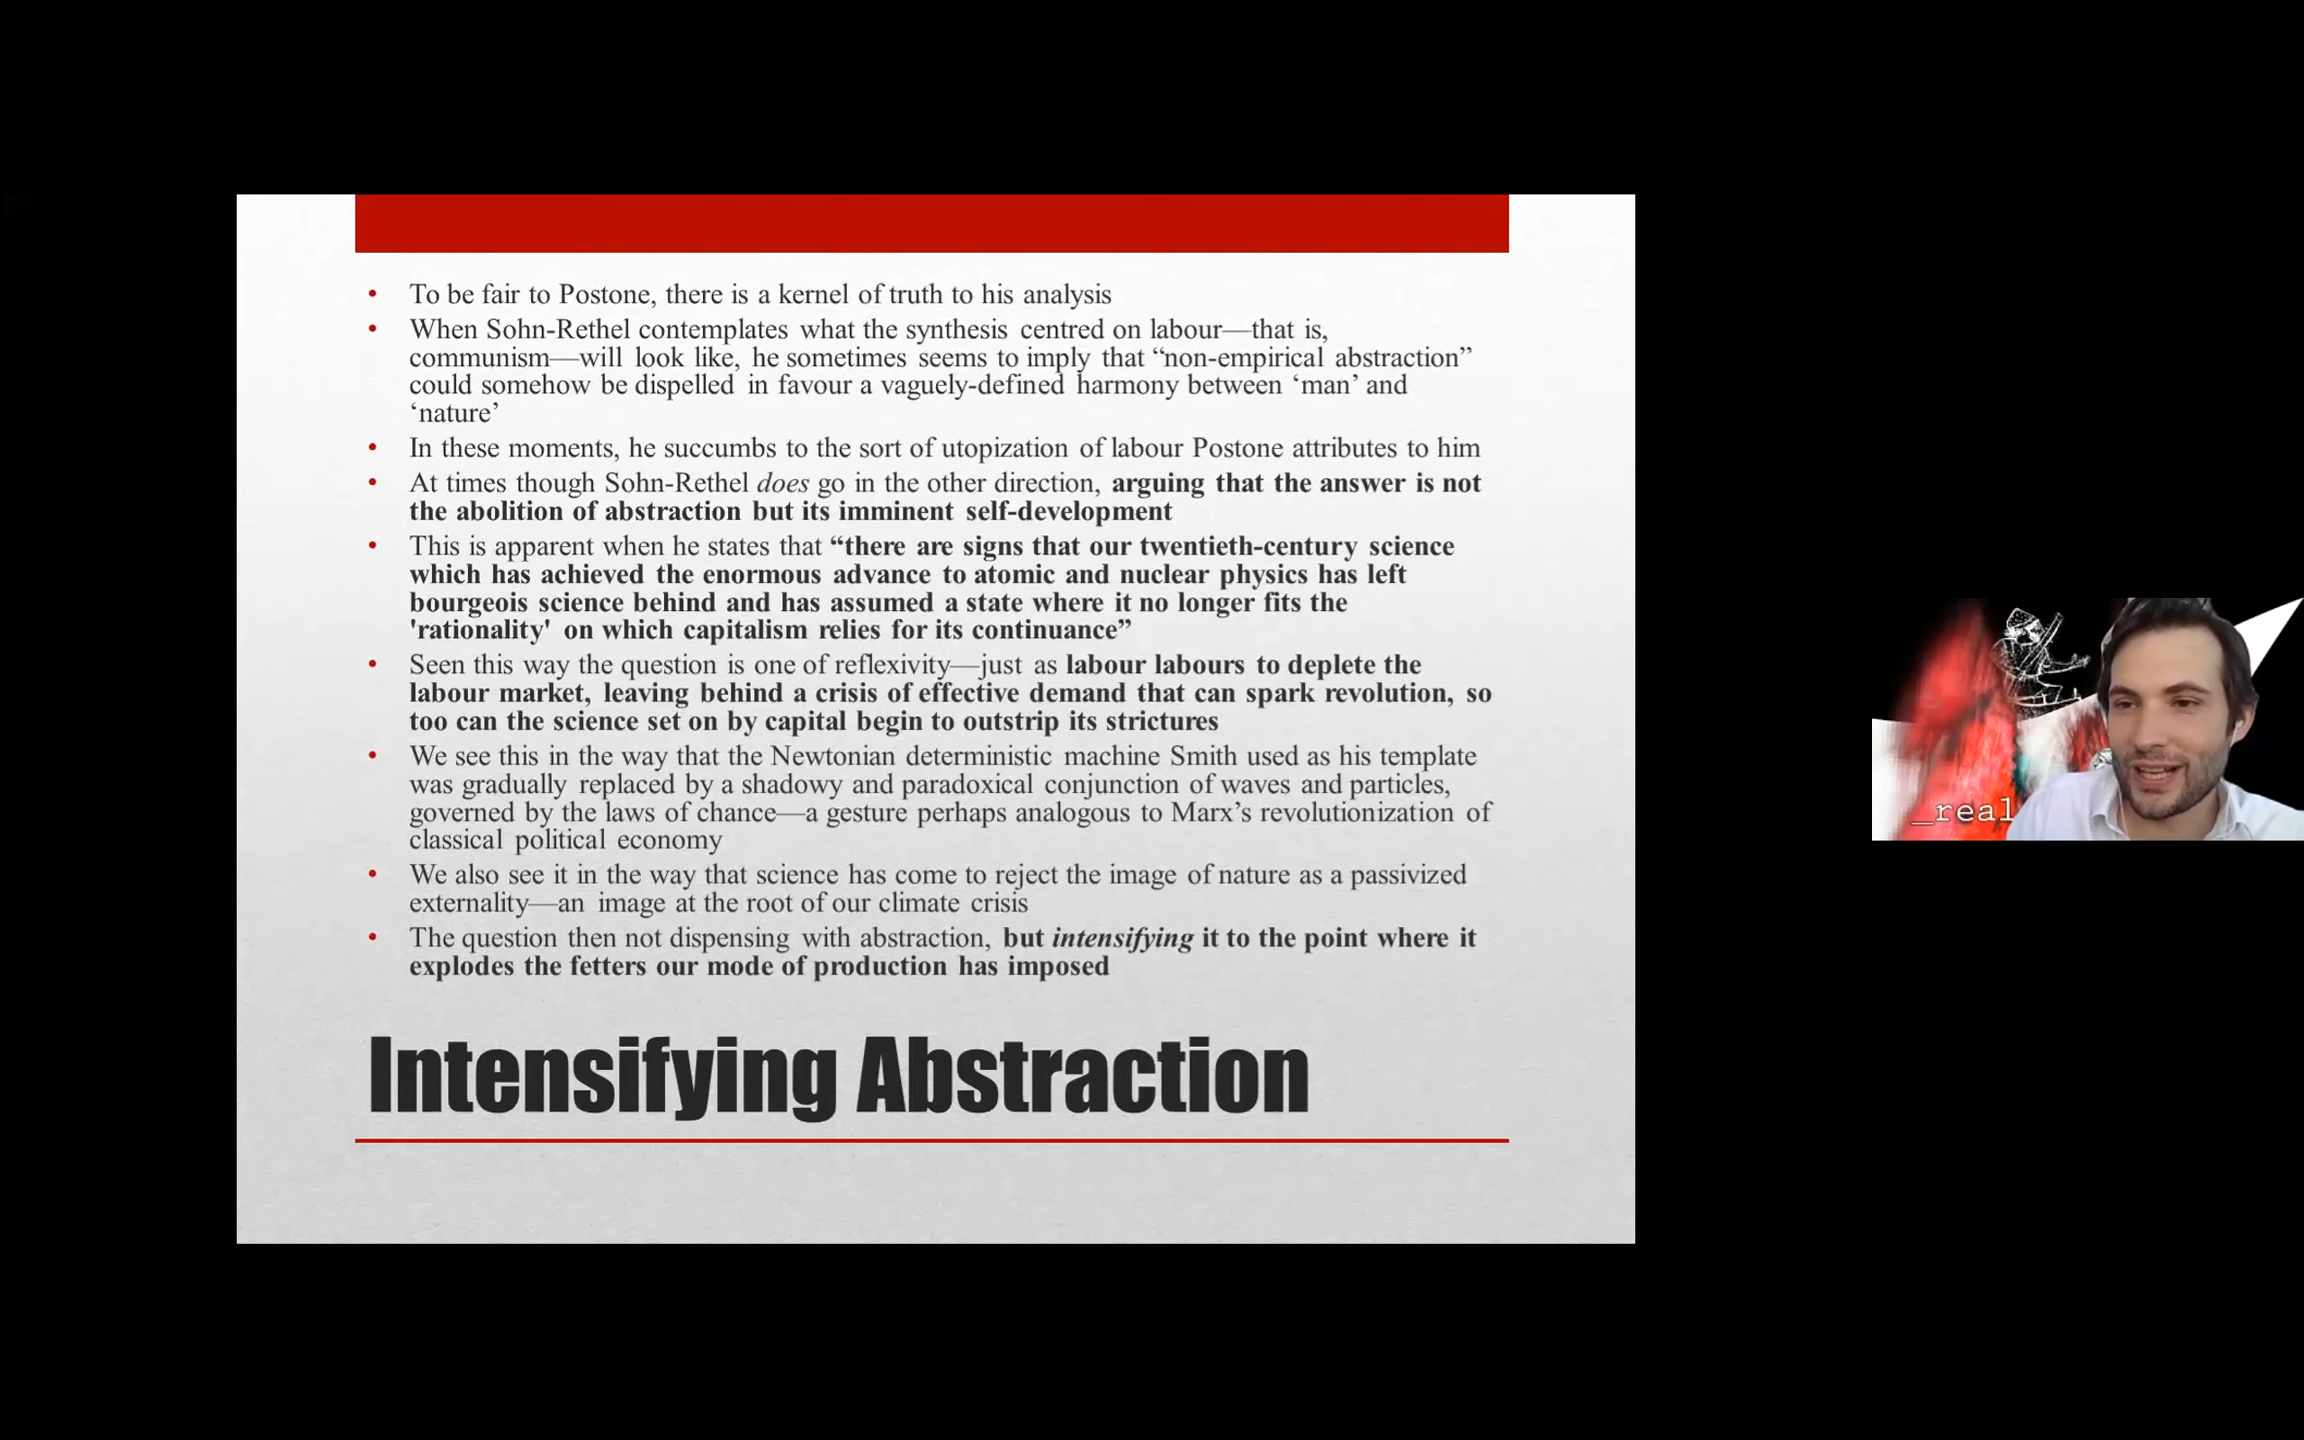 • To be fair to Postone, there is a kernel of truth to his analysis
• When Sohn-Rethel contemplates what the synthesis centred on labour—that is,
communism—will look like, he sometimes seems to imply that “non-empirical abstraction”
could somehow be dispelled in favour a vaguely-defined harmony between ‘man’ and
‘nature’
• In these moments, he succumbs to the sort of utopization of labour Postone attributes to him
• At times though Sohn-Rethel does go in the other direction, arguing that the answer is not
the abolition of abstraction but its imminent self-development
• This is apparent when he states that “there are signs that our twentieth-century science
which has achieved the enormous advance to atomic and nuclear physics has left
bourgeois science behind and has assumed a state where it no longer fits the
'rationality' on which capitalism relies for its continuance”
• Seen this way the question is one of reflexivity—just as labour labours to deplete the
labour market, leaving behind a crisis of effective demand that can spark revolution, so
too can the science set on by capital begin to outstrip its strictures
• We see this in the way that the Newtonian deterministic machine Smith used as his template
was gradually replaced by a shadowy and paradoxical conjunction of waves and particles,
governed by the laws of chance—a gesture perhaps analogous to Marx’s revolutionization of
classical political economy
• We also see it in the way that science has come to reject the image of nature as a passivized
externality—an image at the root of our climate crisis
• The question then not dispensing with abstraction, but intensifying it to the point where it
explodes the fetters our mode of production has imposed
Intensifying Abstraction
_real